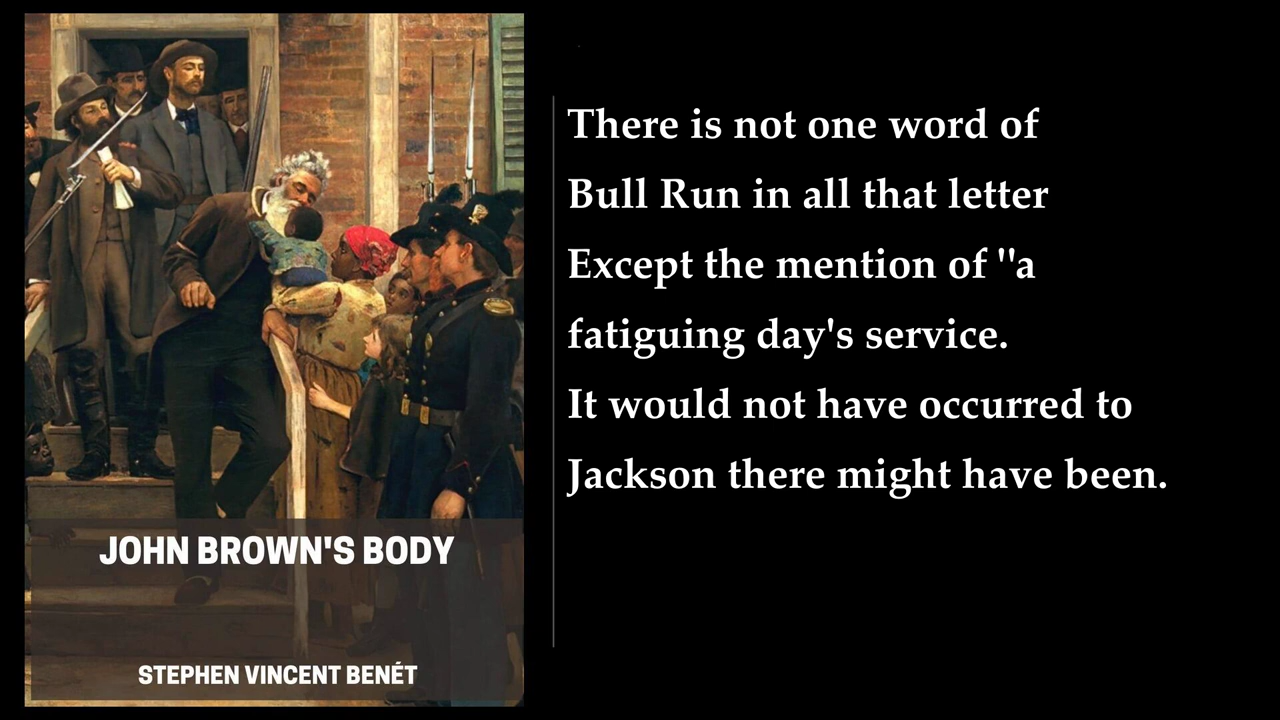 There is not one word of
Bull Run in all that letter
Except the mention of "a
fatiguing day's service.
It would not have occurred to
Jackson there might have been.
JOHN BROWN'S BODY
STEPHEN VINCENT BENÉT